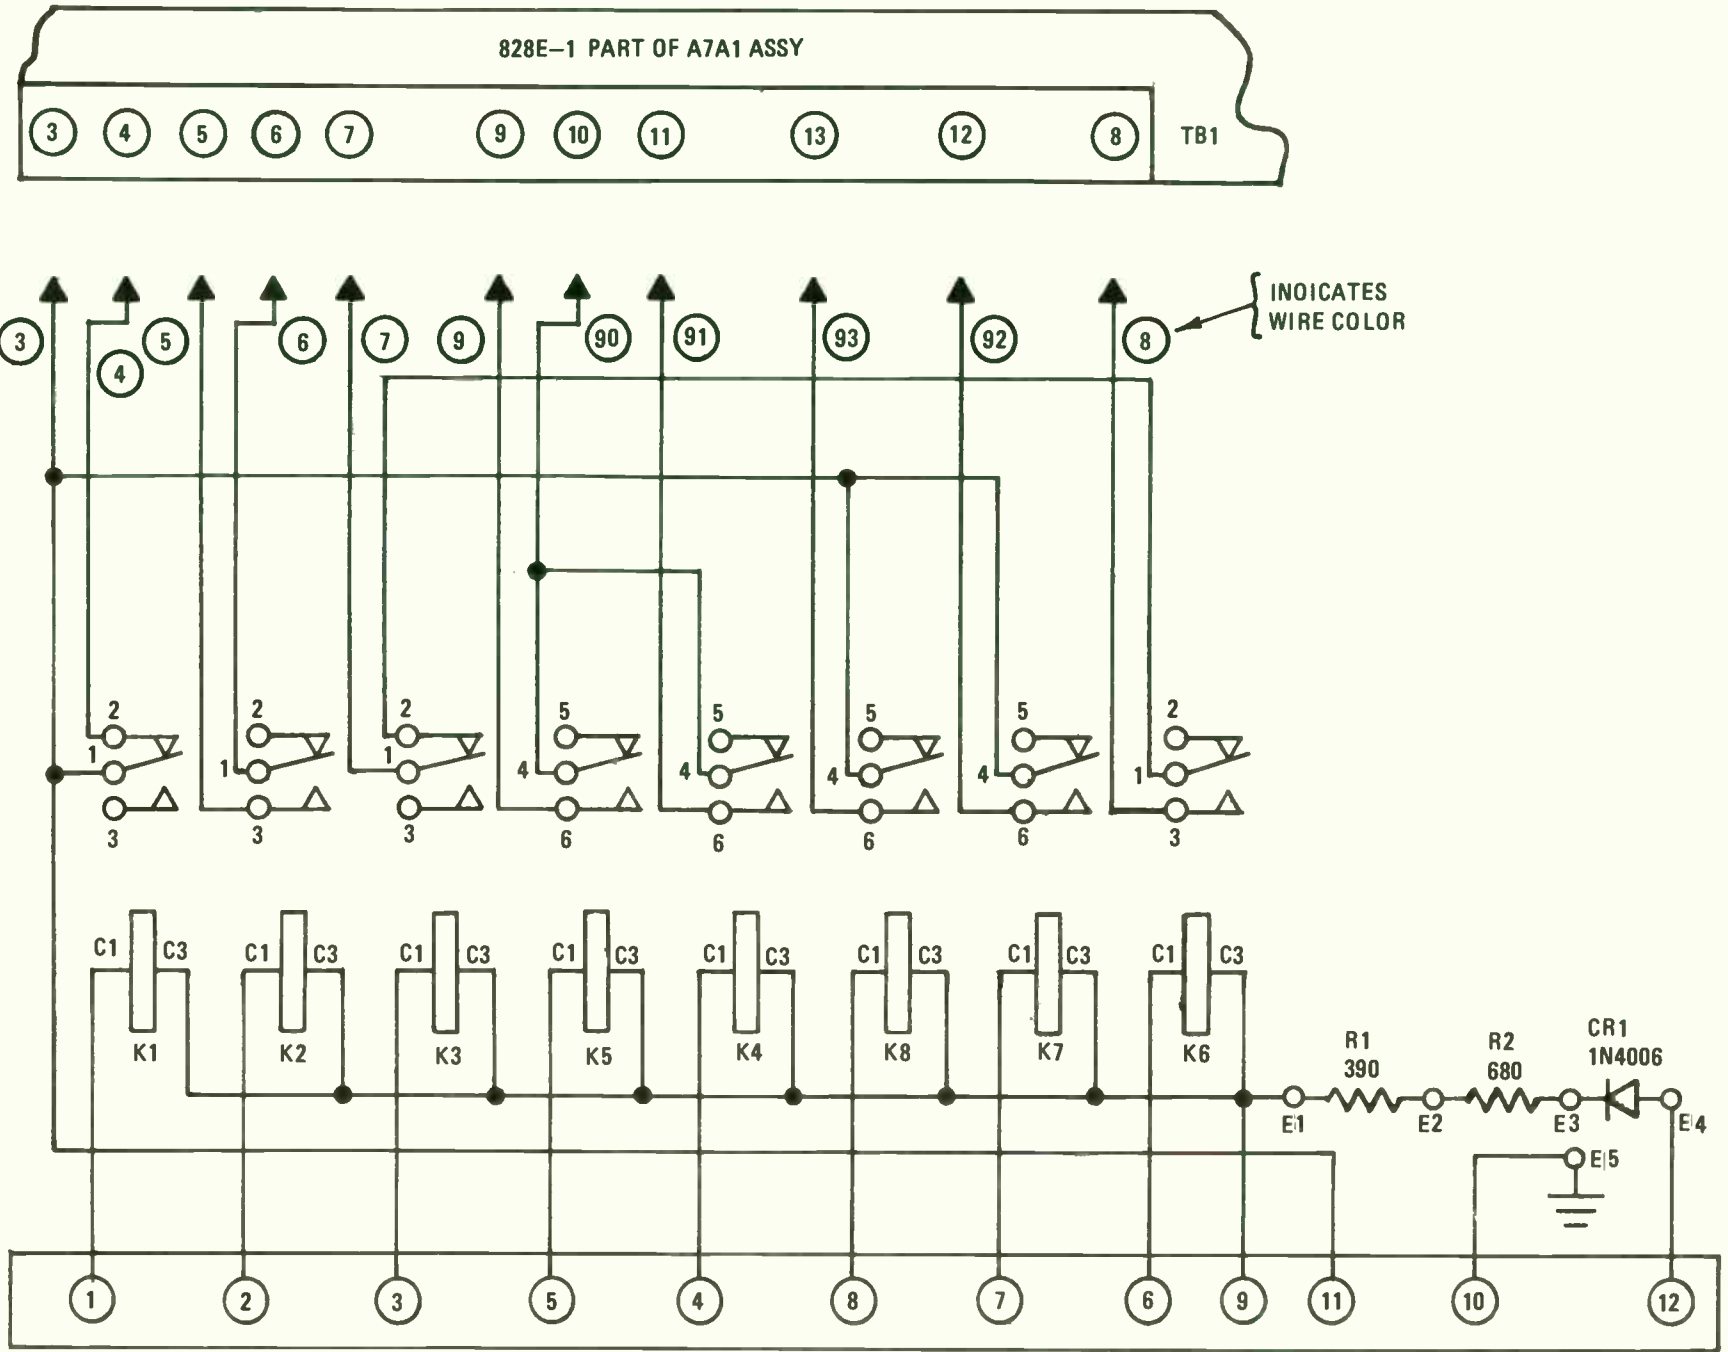 828E-1 PART OF A7A1 ASSY
3 4 5 6 7 9 10 11 13 12 8 TB1
INOICATES
WIRE COLOR
3 4 5 6 7 9 90 91 93 92 8
2 2 2 5 5 5 5 2
1 1 1 4 4 4 4 1
3 3 3 6 6 6 6 3
C1 C3 C1 C3 C1 C3 C1 C3 C1 C3 C1 C3 C1 C3 C1 C3
K1 K2 K3 K5 K4 K8 K7 K6
R1
390
R2
680
CR1
1N4006
E1 E2 E3 E4
E5
1 2 3 5 4 8 7 6 9 11 10 12